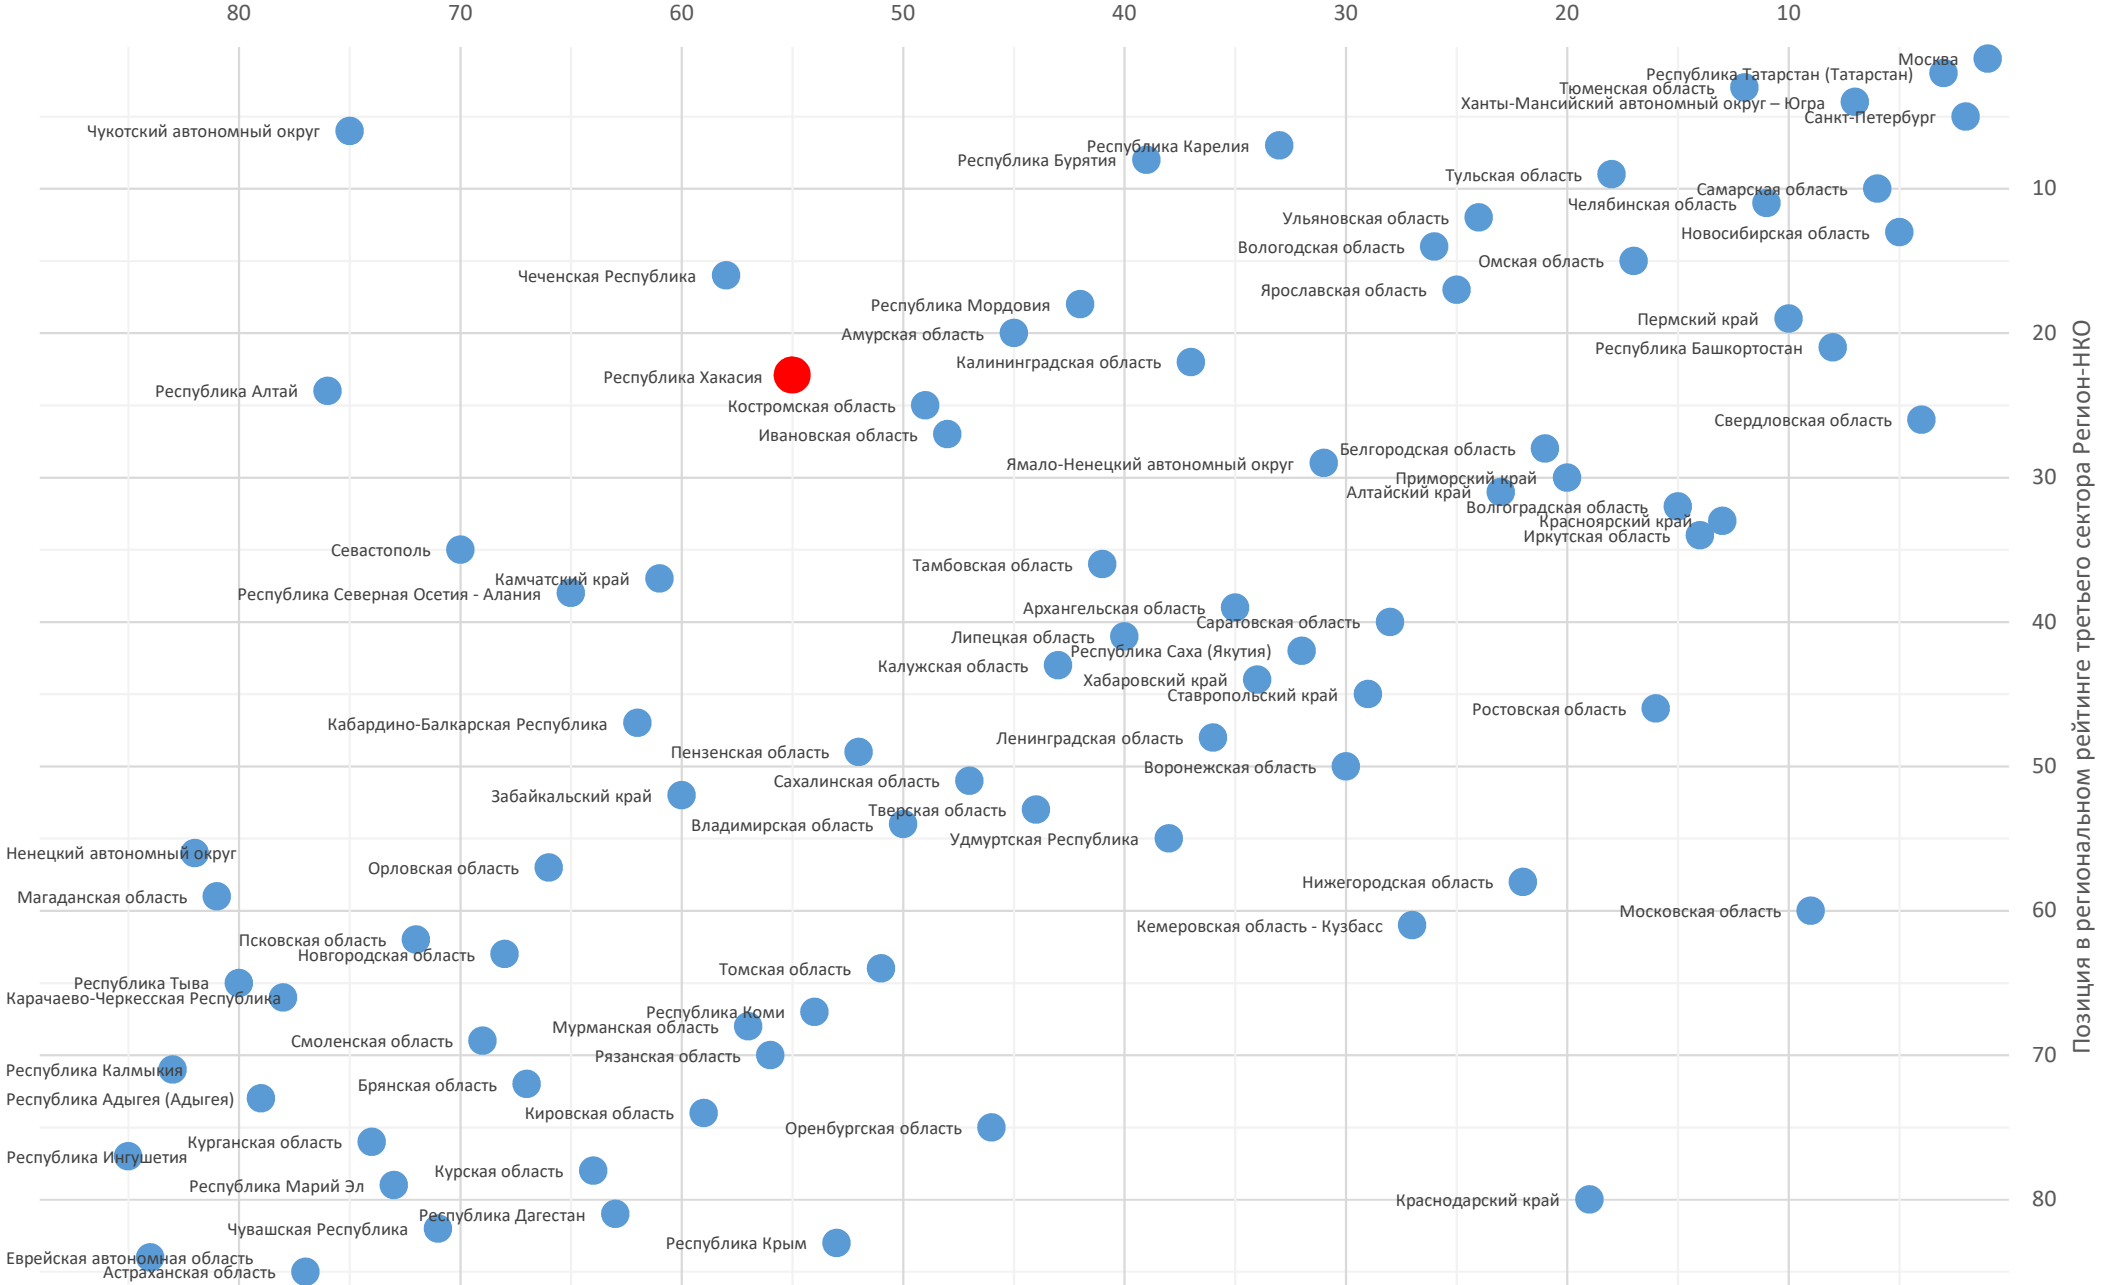 80 70 60 50 40 30 20 10
Москва
Республика Татарстан (Татарстан)
Тюменская область
Ханты-Мансийский автономный округ – Югра
Санкт-Петербург
Чукотский автономный округ
Республика Карелия
Республика Бурятия
Тульская область
Самарская область
10
Челябинская область
Ульяновская область
Новосибирская область
Вологодская область
Омская область
Чеченская Республика
Ярославская область
Республика Мордовия
Пермский край
Амурская область
20
Республика Башкортостан
Калининградская область
Республика Хакасия
Республика Алтай
Костромская область
Свердловская область
Ивановская область
Белгородская область
Ямало-Ненецкий автономный округ
Приморский край
30
Алтайский край
Волгоградская область
Красноярский край
Иркутская область
Севастополь
Тамбовская область
Камчатский край
Республика Северная Осетия - Алания
Архангельская область
Саратовская область
40
Липецкая область
Республика Саха (Якутия)
Калужская область
Хабаровский край
Ставропольский край
Ростовская область
Кабардино-Балкарская Республика
Ленинградская область
Пензенская область
Воронежская область
50
Сахалинская область
Забайкальский край
Тверская область
Владимирская область
Удмуртская Республика
Ненецкий автономный округ
Орловская область
Нижегородская область
Магаданская область
Московская область
60
Кемеровская область - Кузбасс
Псковская область
Новгородская область
Томская область
Республика Тыва
Карачаево-Черкесская Республика
Республика Коми
Мурманская область
Смоленская область
Рязанская область
70
Республика Калмыкия
Брянская область
Республика Адыгея (Адыгея)
Кировская область
Оренбургская область
Курганская область
Республика Ингушетия
Курская область
Республика Марий Эл
Краснодарский край
80
Республика Дагестан
Чувашская Республика
Республика Крым
Еврейская автономная область
Астраханская область
Позиция в региональном рейтинге третьего сектора Регион-НКО